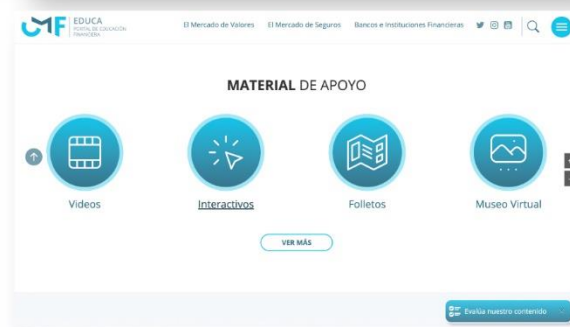 CMF EDUCA
PORTAL DE EDUCACIÓN
FINANCIERA
El Mercado de Valores El Mercado de Seguros Bancos e Instituciones Financieras
MATERIAL DE APOYO
Videos Interactivos Folletos Museo Virtual
VER MÁS
Evalúa nuestro contenido